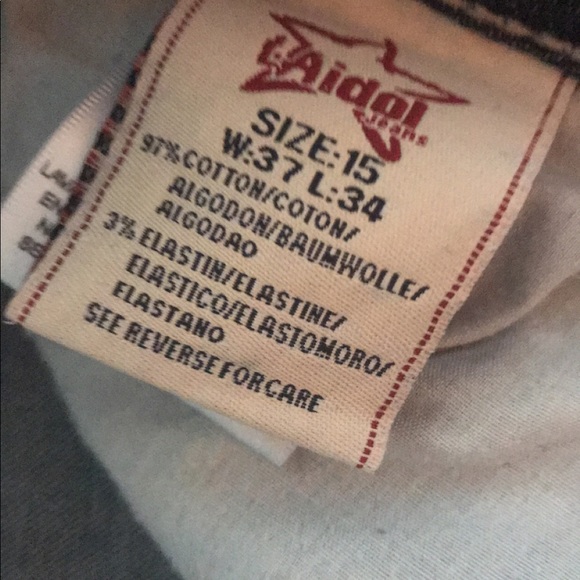 L.Aidol
Jeans
SIZE:15
W:37 L:34
97% COTTON/COTON/
ALGODON/BAUMWOLLE/
ALGODAO
3% ELASTIN/ELASTINE/
ELASTICO/ELASTOMORO/
ELASTANO
SEE REVERSE FOR CARE